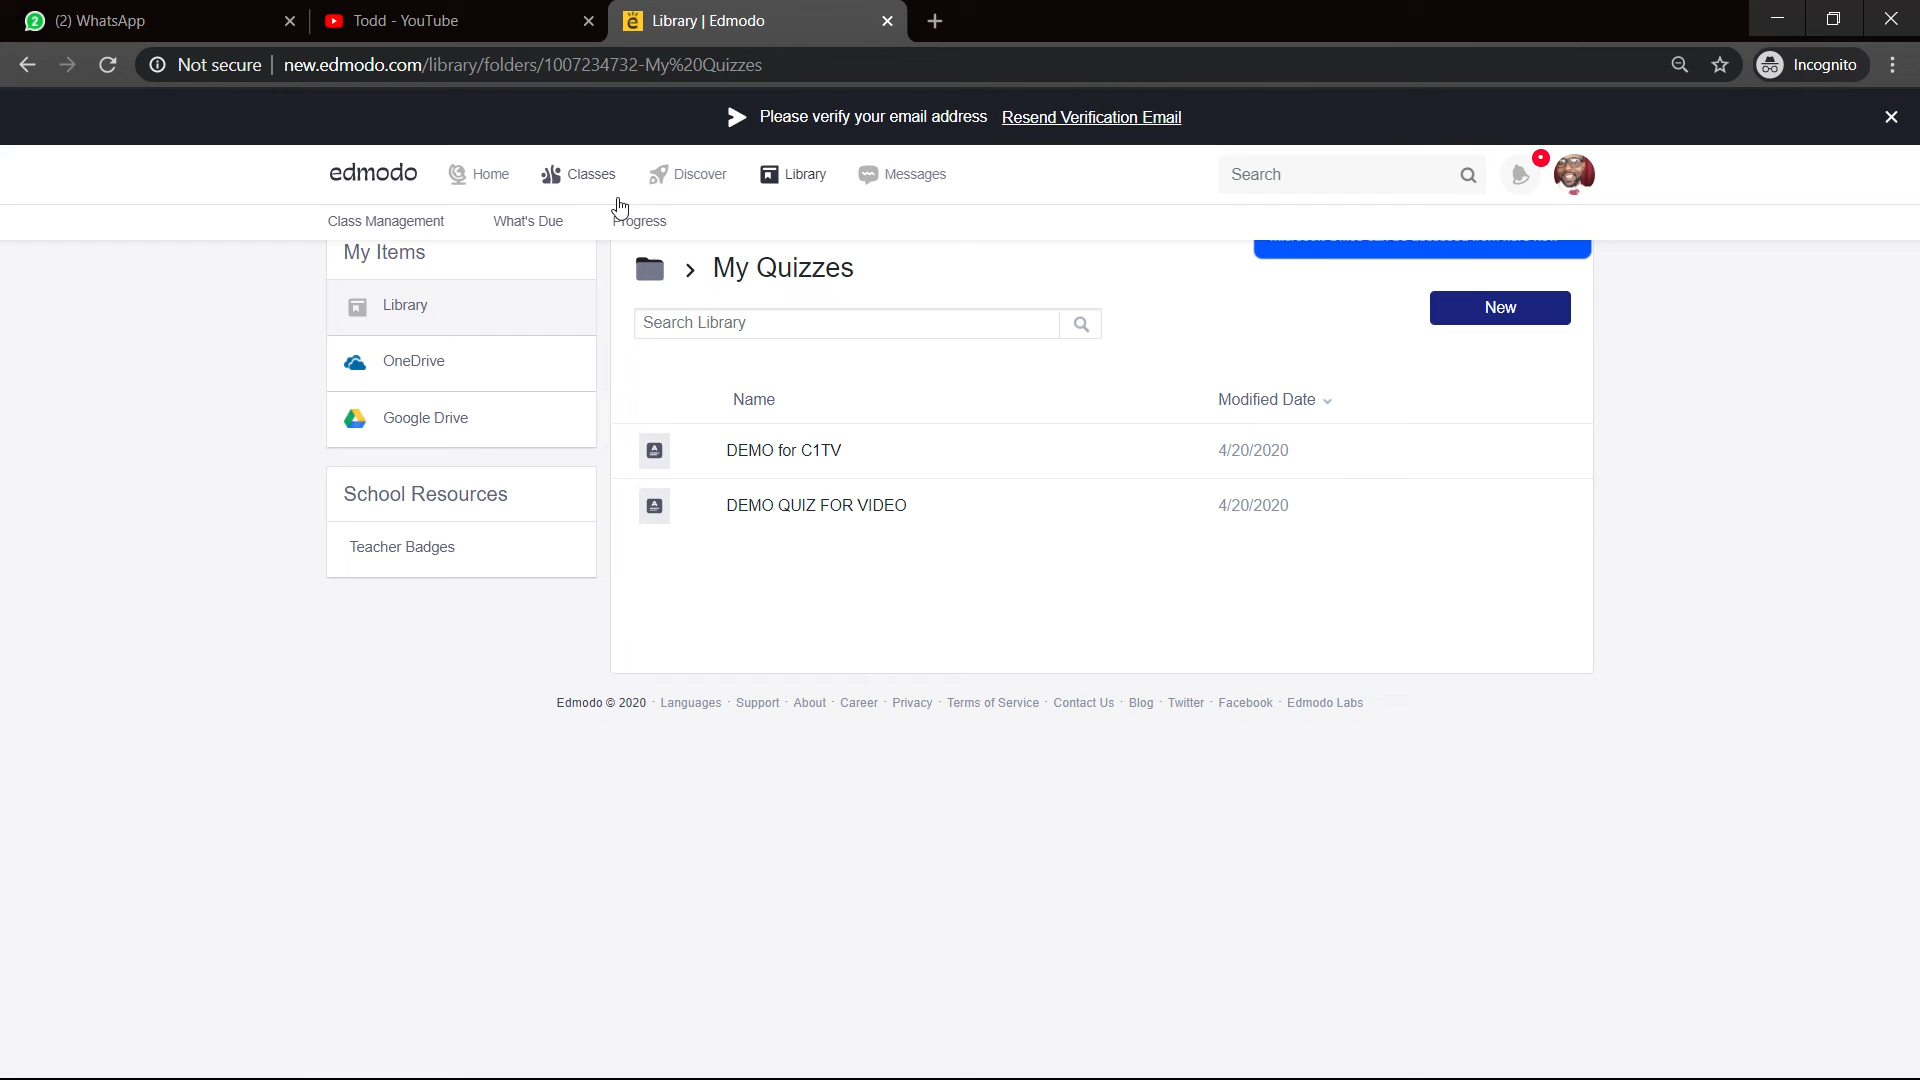 (2) WhatsApp
Todd - YouTube
Library | Edmodo
Not secure | new.edmodo.com/library/folders/1007234732-My%20Quizzes
Incognito
Please verify your email address Resend Verification Email
edmodo Home Classes Discover Library Messages
Search
Class Management What's Due Progress
My Items
Library
OneDrive
Google Drive
School Resources
Teacher Badges
My Quizzes
Search Library
New
Name Modified Date
DEMO for C1TV 4/20/2020
DEMO QUIZ FOR VIDEO 4/20/2020
Edmodo © 2020 · Languages · Support · About · Career · Privacy · Terms of Service · Contact Us · Blog · Twitter · Facebook · Edmodo Labs